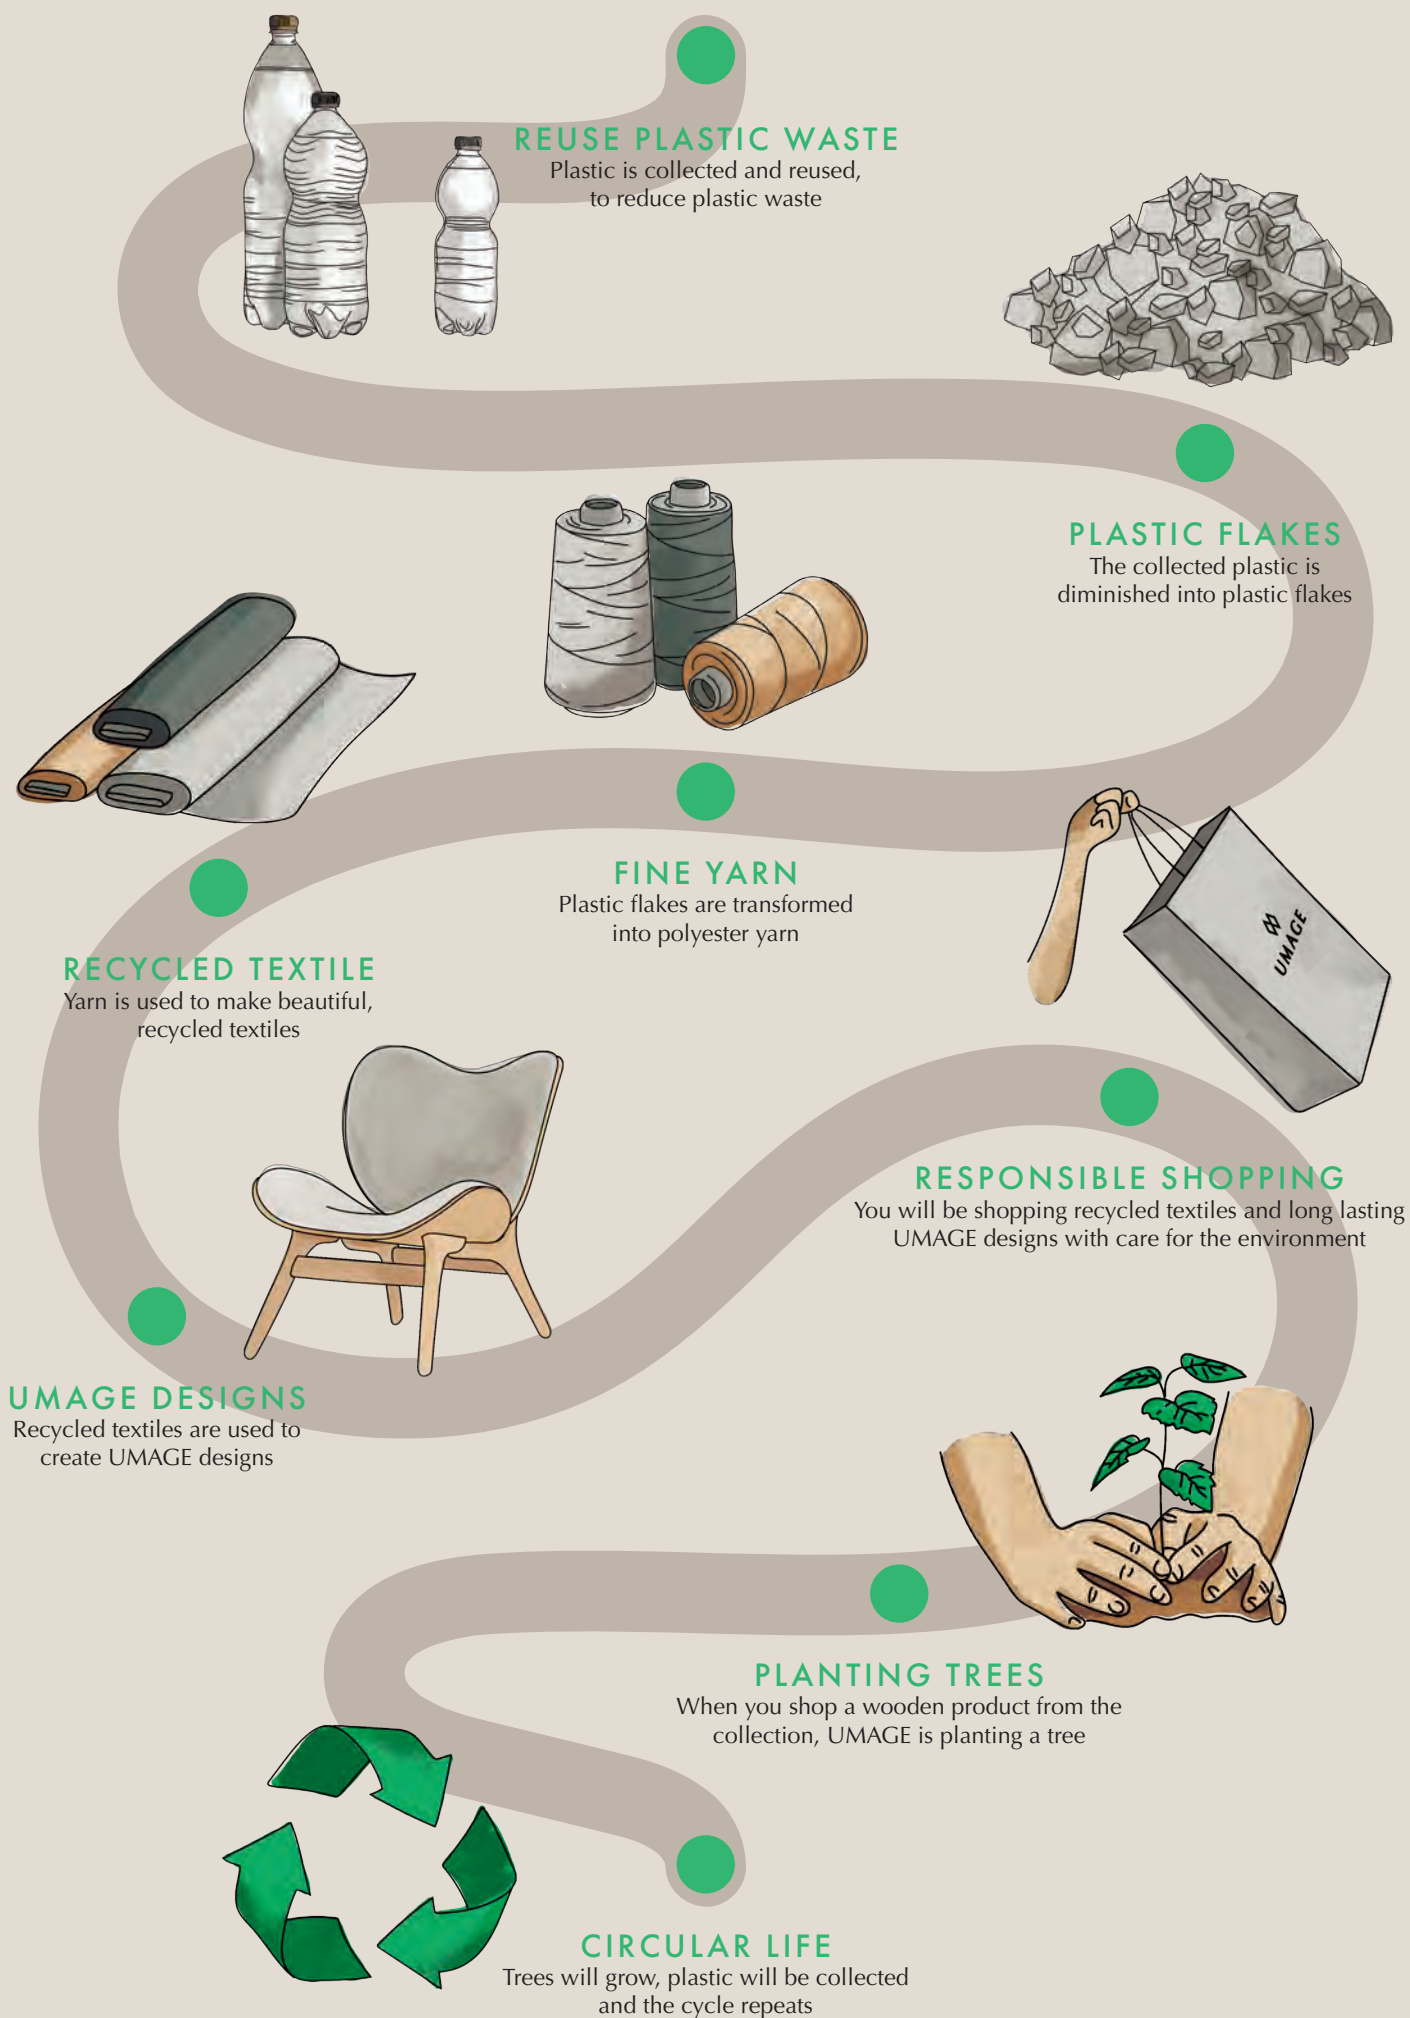 REUSE PLASTIC WASTE
Plastic is collected and reused,
to reduce plastic waste
PLASTIC FLAKES
The collected plastic is
diminished into plastic flakes
FINE YARN
Plastic flakes are transformed
into polyester yarn
RECYCLED TEXTILE
Yarn is used to make beautiful,
recycled textiles
UMAGE
RESPONSIBLE SHOPPING
You will be shopping recycled textiles and long lasting
UMAGE designs with care for the environment
UMAGE DESIGNS
Recycled textiles are used to
create UMAGE designs
PLANTING TREES
When you shop a wooden product from the
collection, UMAGE is planting a tree
CIRCULAR LIFE
Trees will grow, plastic will be collected
and the cycle repeats